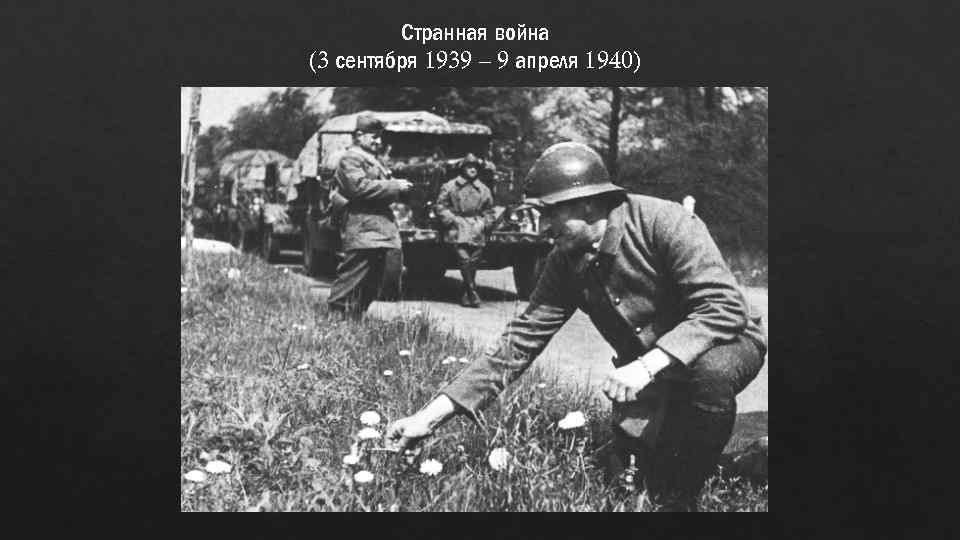 Странная война
(3 сентября 1939 – 9 апреля 1940)